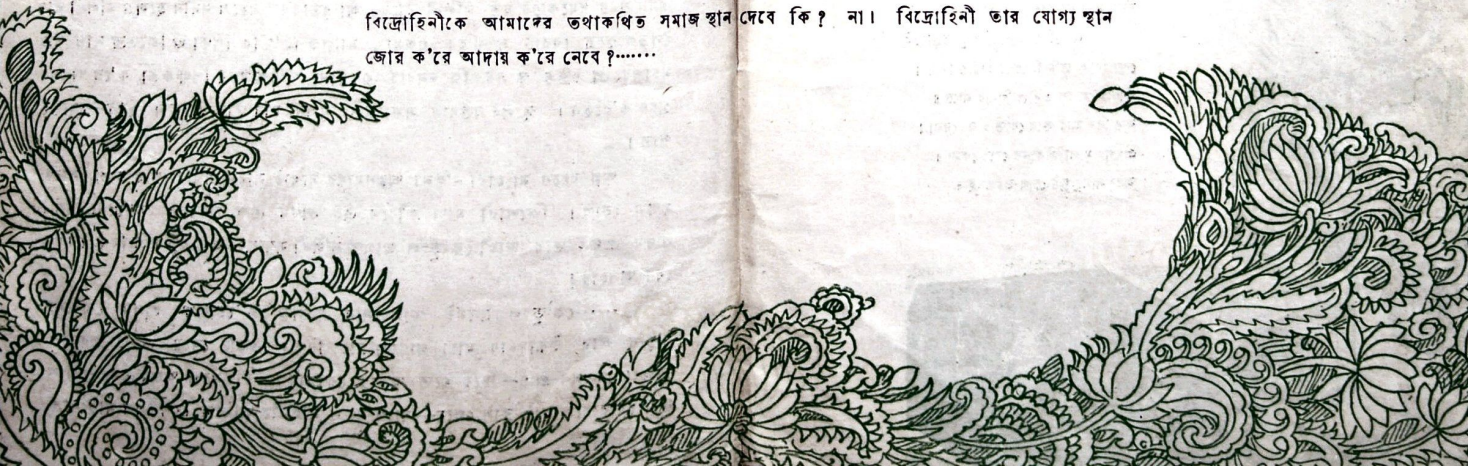 বিদ্রোহিনীকে আমাদের তথাকথিত সমাজ স্থান দেবে কি? না। বিদ্রোহিনী তার যোগ্য স্থান
জোর ক'রে আদায় ক'রে নেবে?.......